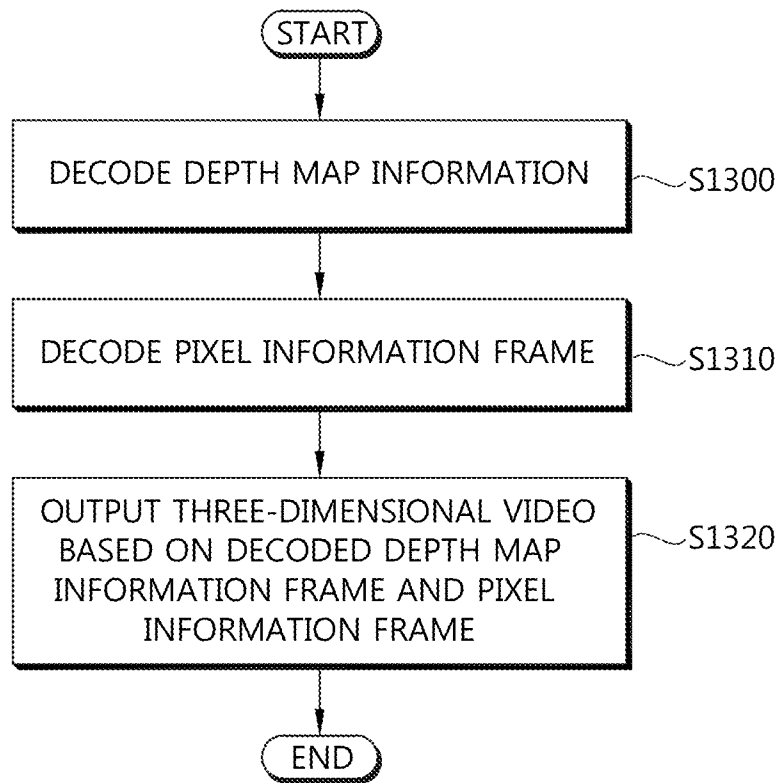 START
DECODE DEPTH MAP INFORMATION
S1300
DECODE PIXEL INFORMATION FRAME
S1310
OUTPUT THREE-DIMENSIONAL VIDEO
BASED ON DECODED DEPTH MAP
INFORMATION FRAME AND PIXEL
INFORMATION FRAME
S1320
END